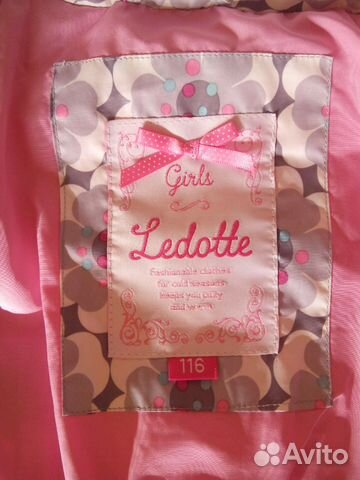 Girls
Ledotte
Fashionable clothes
for cold seasons
keeps you cozy
and warm
116
Avito